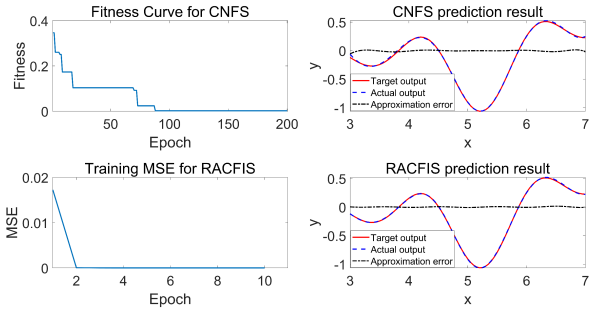 Fitness Curve for CNFS
0.4
0.2
0
Fitness
50
100
150
200
Epoch
CNFS prediction result
0.5
0
-0.5
-1
y
Target output
Actual output
Approximation error
3
4
5
6
7
x
Training MSE for RACFIS
0.02
0.01
0
MSE
2
4
6
8
10
Epoch
RACFIS prediction result
0.5
0
-0.5
-1
y
Target output
Actual output
Approximation error
3
4
5
6
7
x